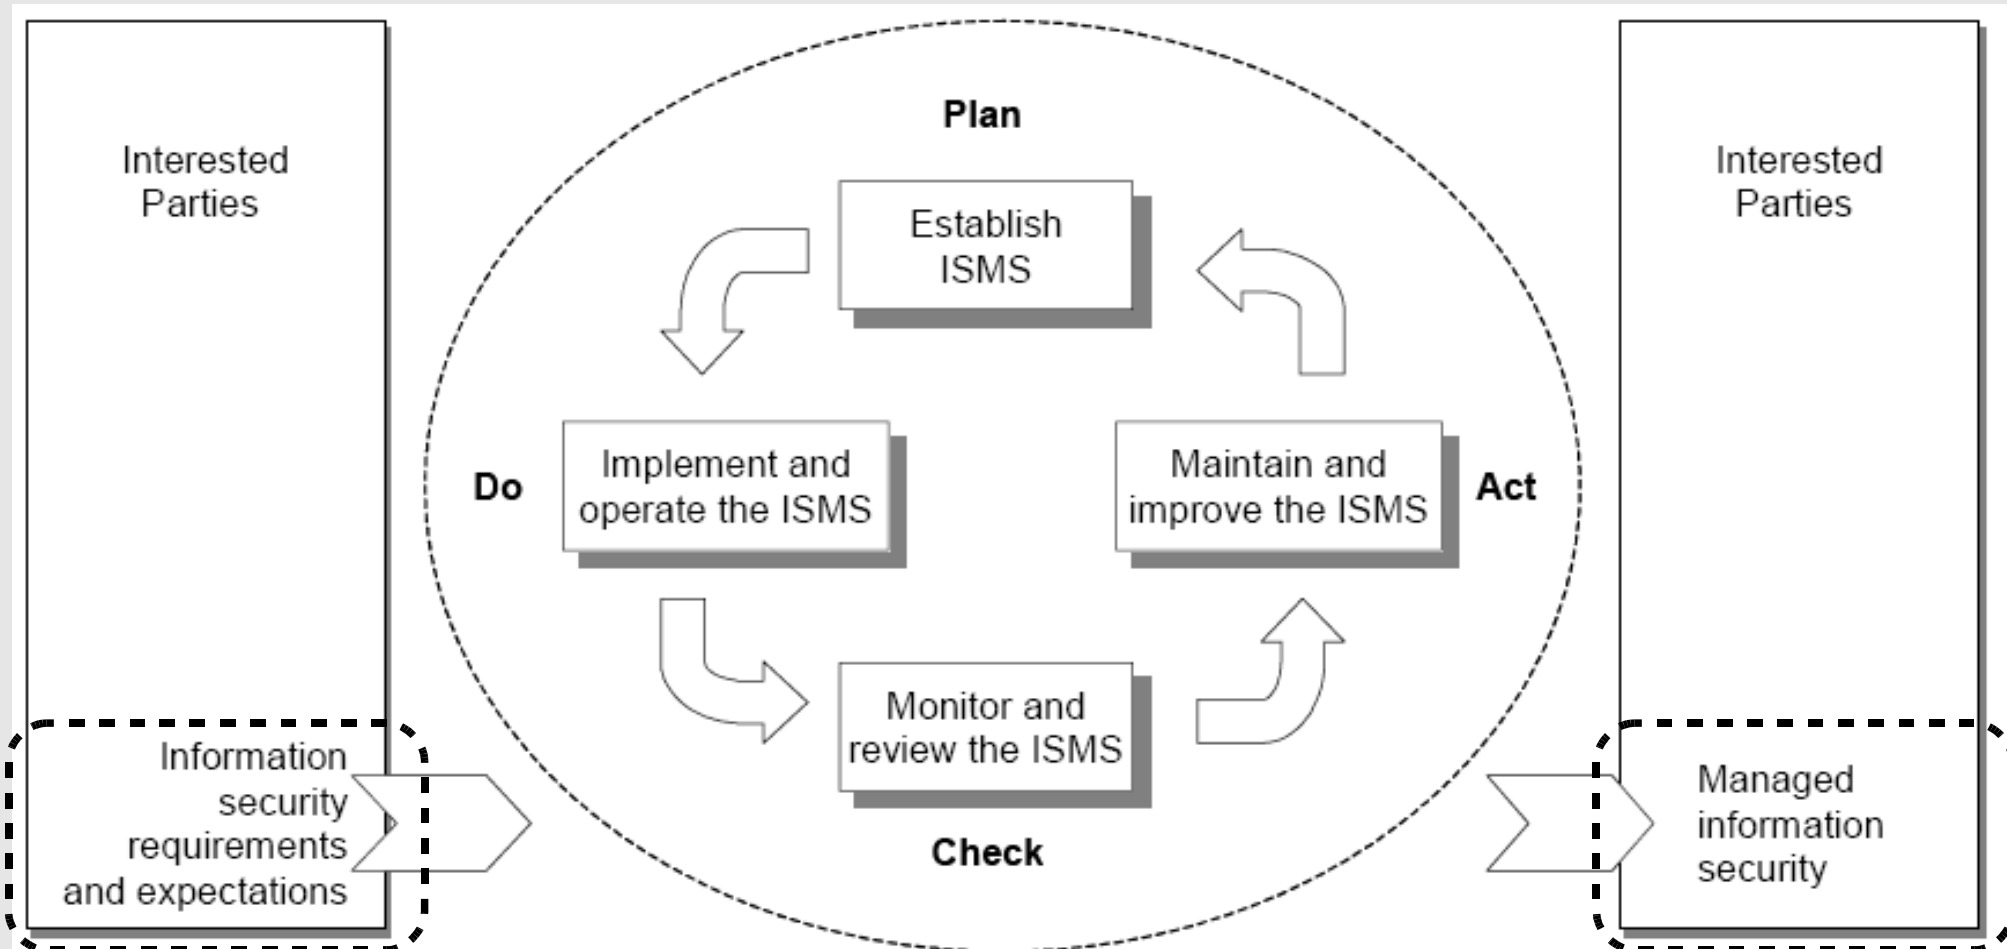 Interested
Parties
Information
security
requirements
and expectations
Plan
Establish
ISMS
Do
Implement and
operate the ISMS
Maintain and
improve the ISMS
Act
Monitor and
review the ISMS
Check
Interested
Parties
Managed
information
security